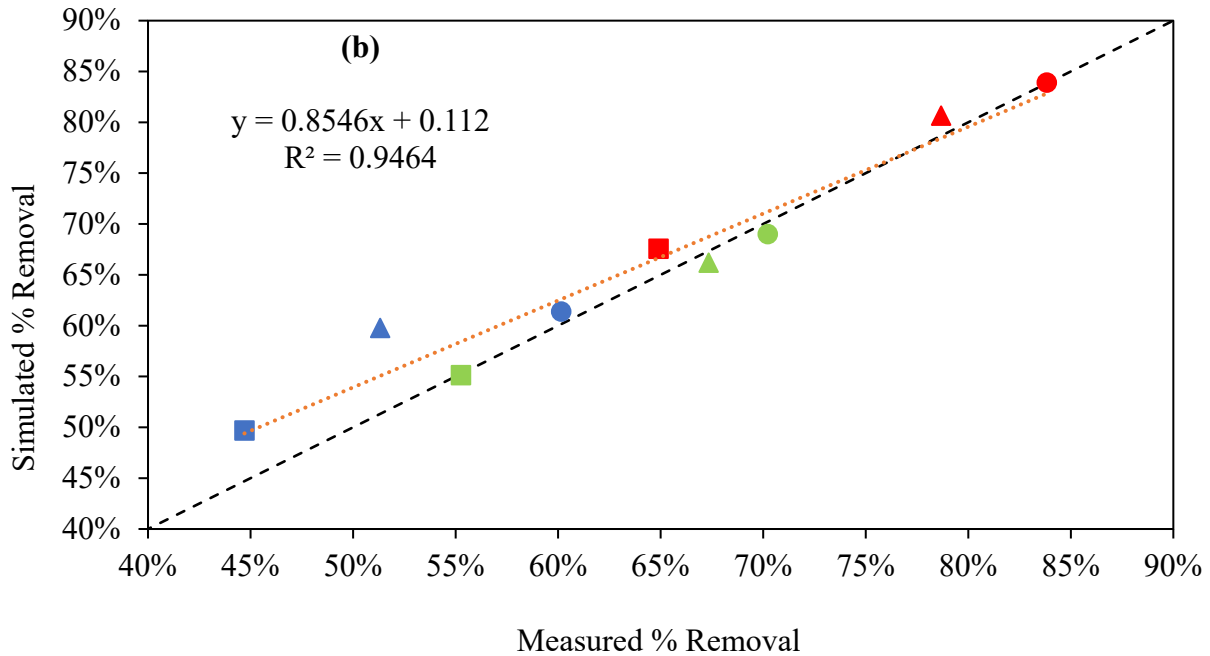 90%
(b)
85%
y = 0.8546x + 0.112
80%
R² = 0.9464
75%
70%
65%
60%
55%
50%
45%
40%
Simulated % Removal
40% 45% 50% 55% 60% 65% 70% 75% 80% 85% 90%
Measured % Removal